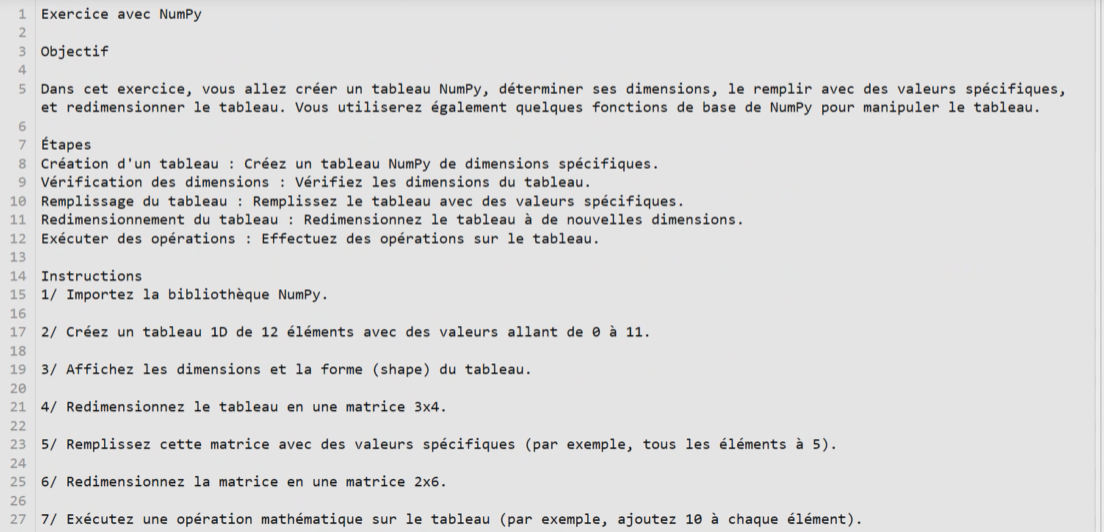 1 Exercice avec NumPy
2
3 Objectif
4
5 Dans cet exercice, vous allez créer un tableau NumPy, déterminer ses dimensions, le remplir avec des valeurs spécifiques,
et redimensionner le tableau. Vous utiliserez également quelques fonctions de base de NumPy pour manipuler le tableau.
6
7 Étapes
8 Création d'un tableau : Créez un tableau NumPy de dimensions spécifiques.
9 Vérification des dimensions : Vérifiez les dimensions du tableau.
10 Remplissage du tableau : Remplissez le tableau avec des valeurs spécifiques.
11 Redimensionnement du tableau : Redimensionnez le tableau à de nouvelles dimensions.
12 Exécuter des opérations : Effectuez des opérations sur le tableau.
13
14 Instructions
15 1/ Importez la bibliothèque NumPy.
16
17 2/ Créez un tableau 1D de 12 éléments avec des valeurs allant de 0 à 11.
18
19 3/ Affichez les dimensions et la forme (shape) du tableau.
20
21 4/ Redimensionnez le tableau en une matrice 3x4.
22
23 5/ Remplissez cette matrice avec des valeurs spécifiques (par exemple, tous les éléments à 5).
24
25 6/ Redimensionnez la matrice en une matrice 2x6.
26
27 7/ Exécutez une opération mathématique sur le tableau (par exemple, ajoutez 10 à chaque élément).